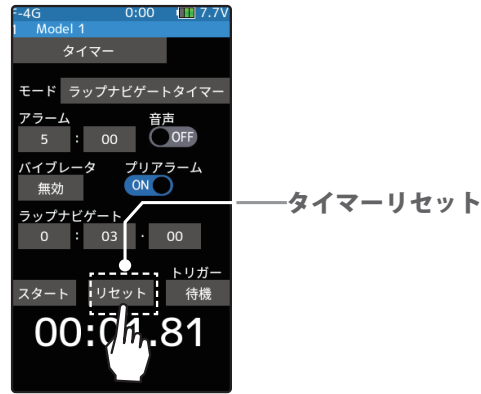 F-4G 0:00 7.7V
1 Model 1
タイマー
モード ラップナビゲートタイマー
アラーム 音声
5 : 00 OFF
バイブレータ プリアラーム
無効 ON
ラップナビゲート
0 : 03 . 00
タイマーリセット
トリガー
スタート リセット 待機
00:01.81